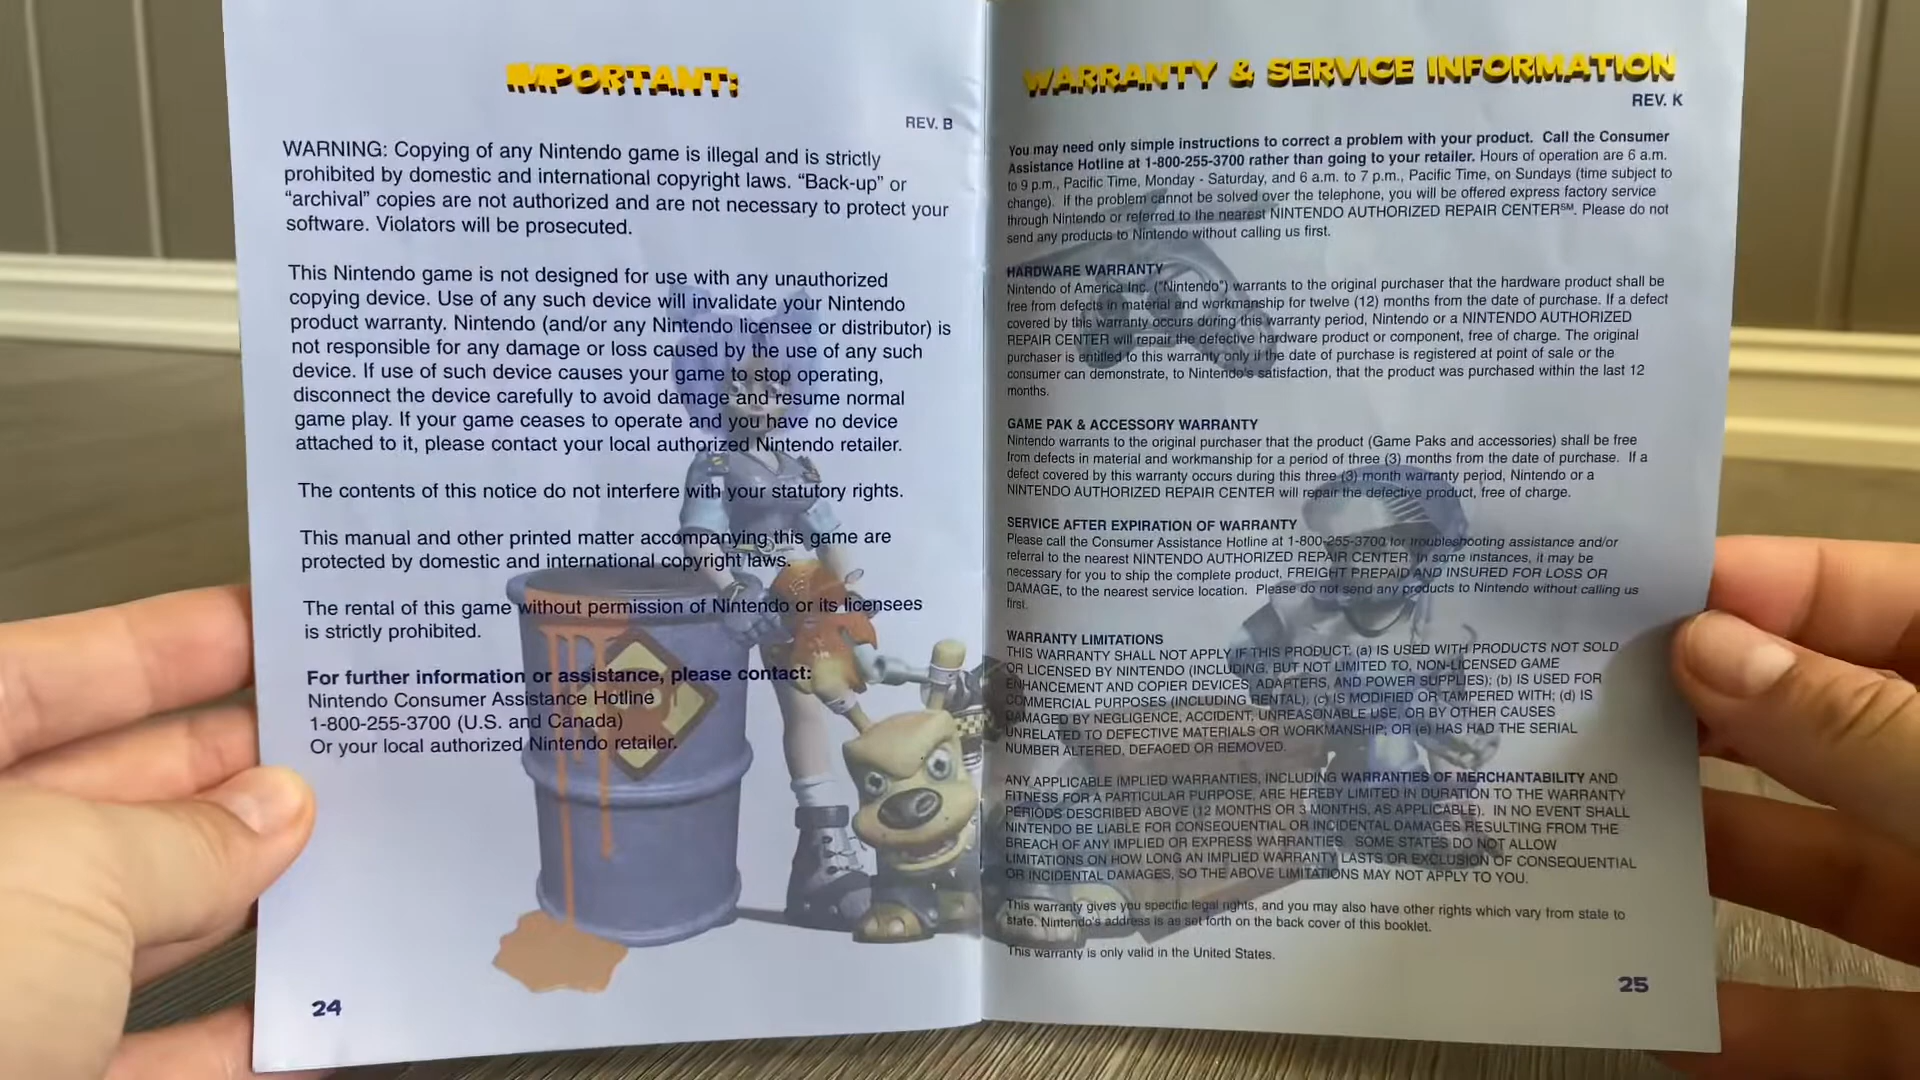 IMPORTANT:
REV. B
WARNING: Copying of any Nintendo game is illegal and is strictly
prohibited by domestic and international copyright laws. “Back-up” or
“archival” copies are not authorized and are not necessary to protect your
software. Violators will be prosecuted.
This Nintendo game is not designed for use with any unauthorized
copying device. Use of any such device will invalidate your Nintendo
product warranty. Nintendo (and/or any Nintendo licensee or distributor) is
not responsible for any damage or loss caused by the use of any such
device. If use of such device causes your game to stop operating,
disconnect the device carefully to avoid damage and resume normal
game play. If your game ceases to operate and you have no device
attached to it, please contact your local authorized Nintendo retailer.
The contents of this notice do not interfere with your statutory rights.
This manual and other printed matter accompanying this game are
protected by domestic and international copyright laws.
The rental of this game without permission of Nintendo or its licensees
is strictly prohibited.
For further information or assistance, please contact:
Nintendo Consumer Assistance Hotline
1-800-255-3700 (U.S. and Canada)
Or your local authorized Nintendo retailer.
24
WARRANTY & SERVICE INFORMATION
REV. K
You may need only simple instructions to correct a problem with your product. Call the Consumer
Assistance Hotline at 1-800-255-3700 rather than going to your retailer. Hours of operation are 6 a.m.
to 9 p.m., Pacific Time, Monday - Saturday, and 6 a.m. to 7 p.m., Pacific Time, on Sundays (time subject to
change). If the problem cannot be solved over the telephone, you will be offered express factory service
through Nintendo or referred to the nearest NINTENDO AUTHORIZED REPAIR CENTER℠. Please do not
send any products to Nintendo without calling us first.
HARDWARE WARRANTY
Nintendo of America Inc. ("Nintendo") warrants to the original purchaser that the hardware product shall be
free from defects in material and workmanship for twelve (12) months from the date of purchase. If a defect
covered by this warranty occurs during this warranty period, Nintendo or a NINTENDO AUTHORIZED
REPAIR CENTER will repair the defective hardware product or component, free of charge. The original
purchaser is entitled to this warranty only if the date of purchase is registered at point of sale or the
consumer can demonstrate, to Nintendo's satisfaction, that the product was purchased within the last 12
months.
GAME PAK & ACCESSORY WARRANTY
Nintendo warrants to the original purchaser that the product (Game Paks and accessories) shall be free
from defects in material and workmanship for a period of three (3) months from the date of purchase. If a
defect covered by this warranty occurs during this three (3) month warranty period, Nintendo or a
NINTENDO AUTHORIZED REPAIR CENTER will repair the defective product, free of charge.
SERVICE AFTER EXPIRATION OF WARRANTY
Please call the Consumer Assistance Hotline at 1-800-255-3700 for troubleshooting assistance and/or
referral to the nearest NINTENDO AUTHORIZED REPAIR CENTER. In some instances, it may be
necessary for you to ship the complete product, FREIGHT PREPAID AND INSURED FOR LOSS OR
DAMAGE, to the nearest service location. Please do not send any products to Nintendo without calling us
first.
WARRANTY LIMITATIONS
THIS WARRANTY SHALL NOT APPLY IF THIS PRODUCT: (a) IS USED WITH PRODUCTS NOT SOLD
OR LICENSED BY NINTENDO (INCLUDING, BUT NOT LIMITED TO, NON-LICENSED GAME
ENHANCEMENT AND COPIER DEVICES, ADAPTERS, AND POWER SUPPLIES); (b) IS USED FOR
COMMERCIAL PURPOSES (INCLUDING RENTAL); (c) IS MODIFIED OR TAMPERED WITH; (d) IS
DAMAGED BY NEGLIGENCE, ACCIDENT, UNREASONABLE USE, OR BY OTHER CAUSES
UNRELATED TO DEFECTIVE MATERIALS OR WORKMANSHIP; OR (e) HAS HAD THE SERIAL
NUMBER ALTERED, DEFACED OR REMOVED.
ANY APPLICABLE IMPLIED WARRANTIES, INCLUDING WARRANTIES OF MERCHANTABILITY AND
FITNESS FOR A PARTICULAR PURPOSE, ARE HEREBY LIMITED IN DURATION TO THE WARRANTY
PERIODS DESCRIBED ABOVE (12 MONTHS OR 3 MONTHS, AS APPLICABLE). IN NO EVENT SHALL
NINTENDO BE LIABLE FOR CONSEQUENTIAL OR INCIDENTAL DAMAGES RESULTING FROM THE
BREACH OF ANY IMPLIED OR EXPRESS WARRANTIES. SOME STATES DO NOT ALLOW
LIMITATIONS ON HOW LONG AN IMPLIED WARRANTY LASTS OR EXCLUSION OF CONSEQUENTIAL
OR INCIDENTAL DAMAGES, SO THE ABOVE LIMITATIONS MAY NOT APPLY TO YOU.
This warranty gives you specific legal rights, and you may also have other rights which vary from state to
state. Nintendo's address is as set forth on the back cover of this booklet.
This warranty is only valid in the United States.
25